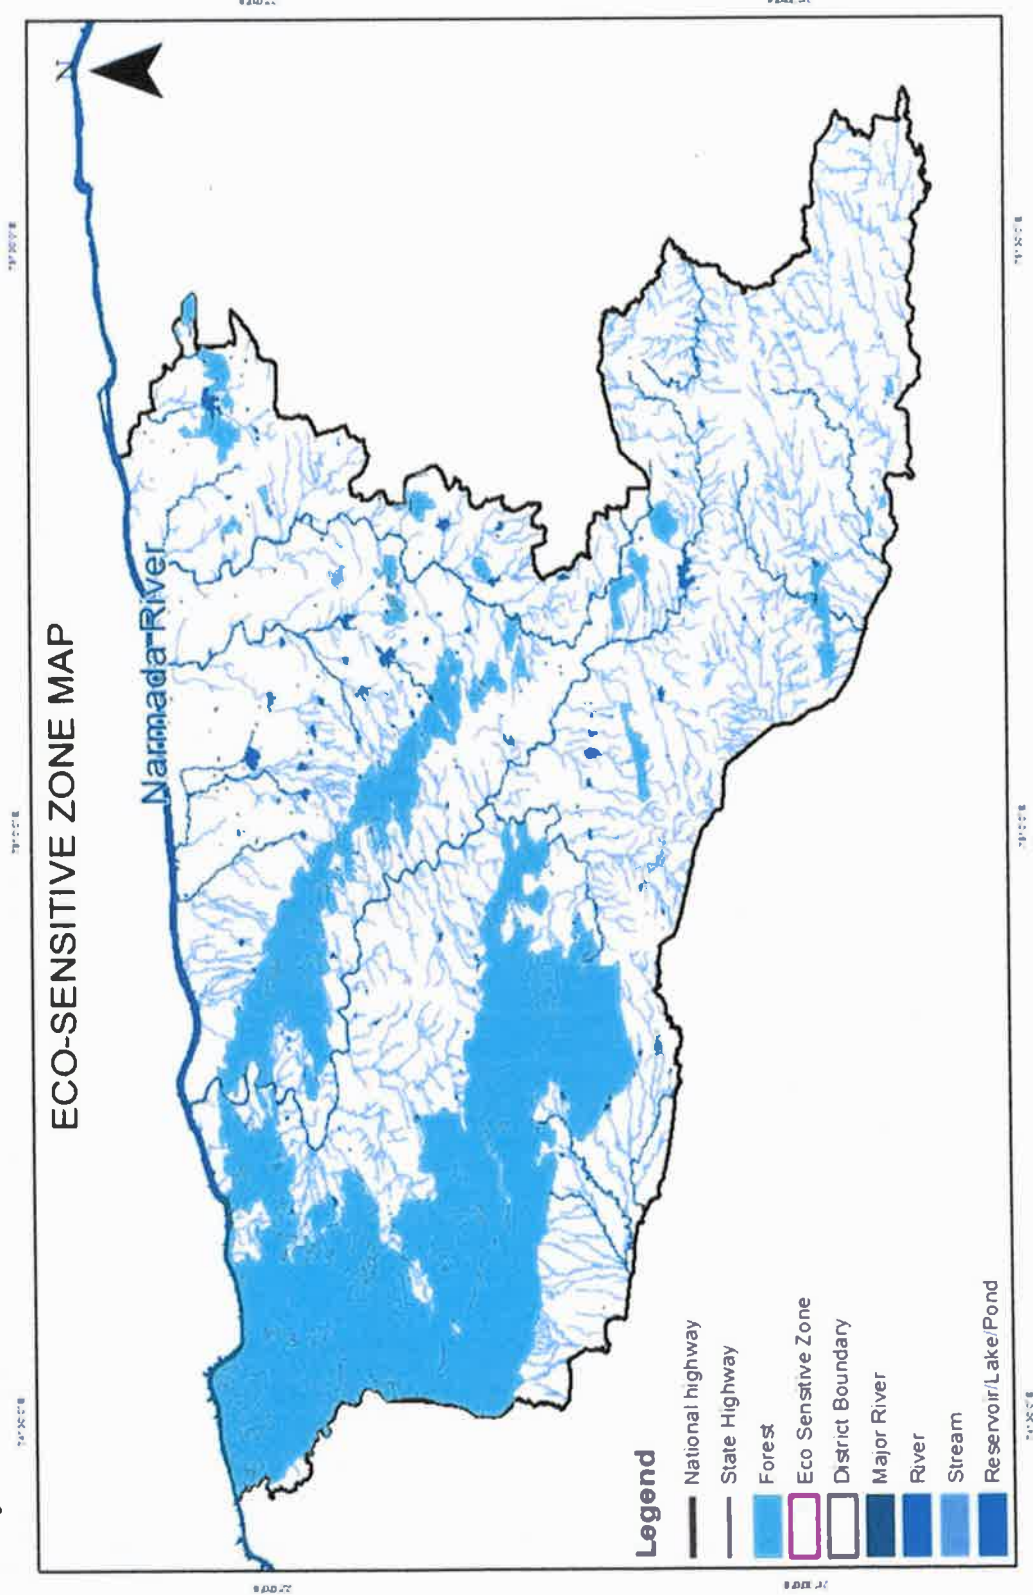 ECO-SENSITIVE ZONE MAP
N
Narmada River
Legend
National highway
State Highway
Forest
Eco Sensitive Zone
District Boundary
Major River
River
Stream
Reservoir/Lake/Pond